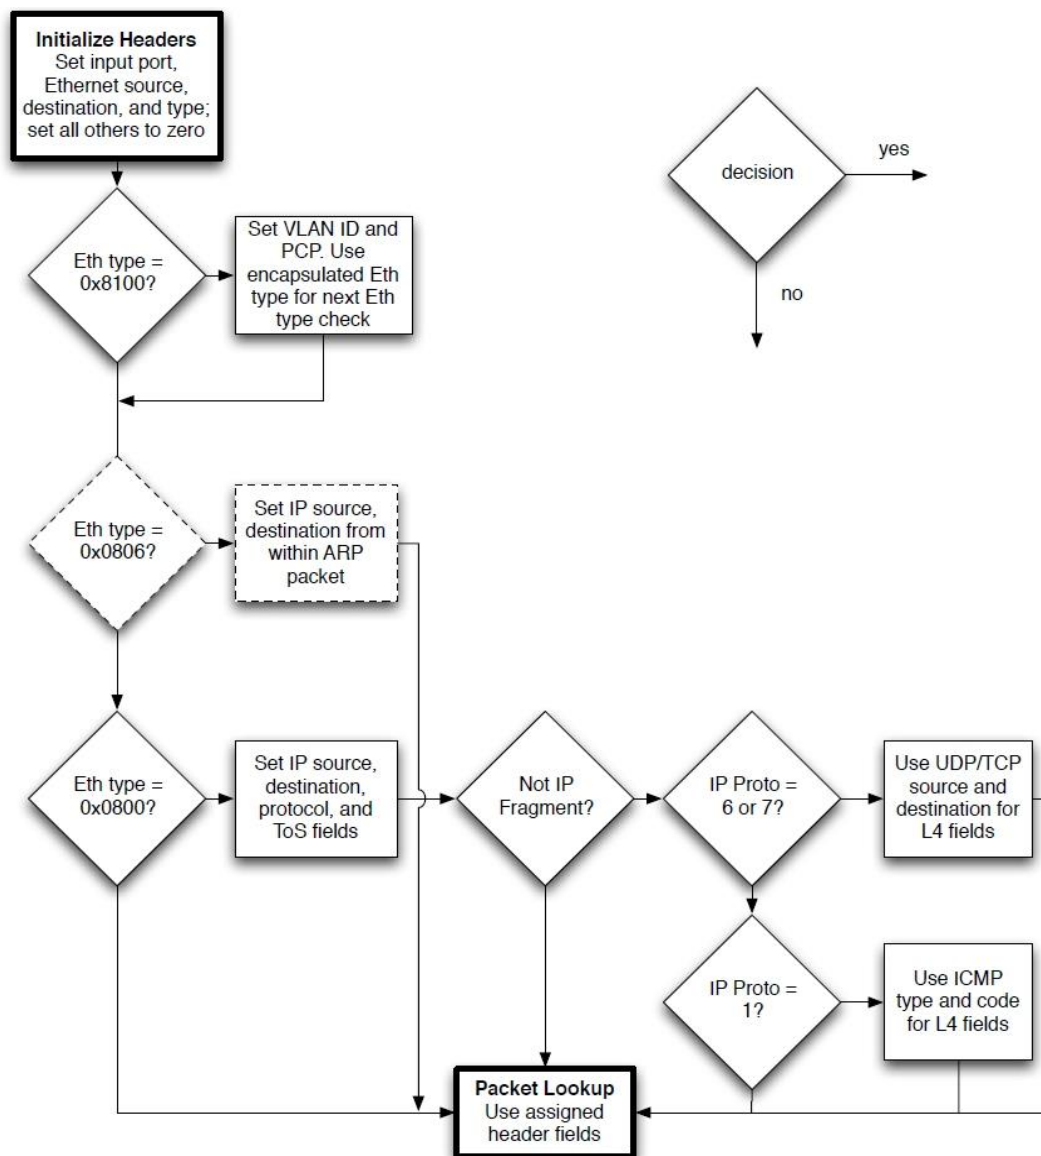 Initialize Headers
Set input port,
Ethernet source,
destination, and type;
set all others to zero
decision
yes
no
Eth type =
0x8100?
Set VLAN ID and
PCP. Use
encapsulated Eth
type for next Eth
type check
Eth type =
0x0806?
Set IP source,
destination from
within ARP
packet
Eth type =
0x0800?
Set IP source,
destination,
protocol, and
ToS fields
Not IP
Fragment?
IP Proto =
6 or 7?
Use UDP/TCP
source and
destination for
L4 fields
IP Proto =
1?
Use ICMP
type and code
for L4 fields
Packet Lookup
Use assigned
header fields